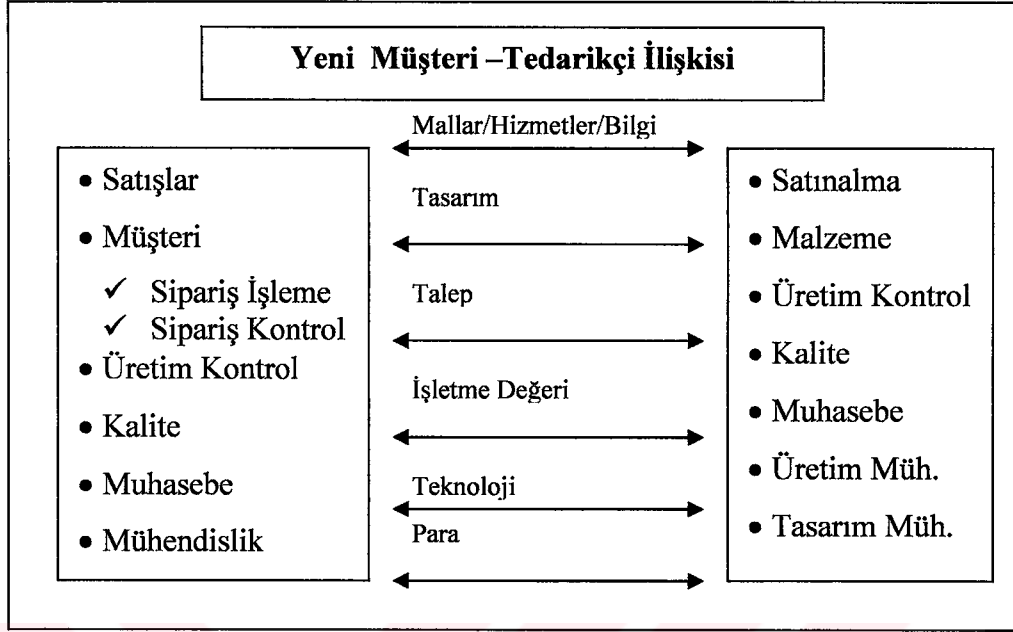 Yeni Müşteri –Tedarikçi İlişkisi
• Satışlar
• Müşteri
✓ Sipariş İşleme
✓ Sipariş Kontrol
• Üretim Kontrol
• Kalite
• Muhasebe
• Mühendislik
Mallar/Hizmetler/Bilgi
Tasarım
Talep
İşletme Değeri
Teknoloji
Para
• Satınalma
• Malzeme
• Üretim Kontrol
• Kalite
• Muhasebe
• Üretim Müh.
• Tasarım Müh.